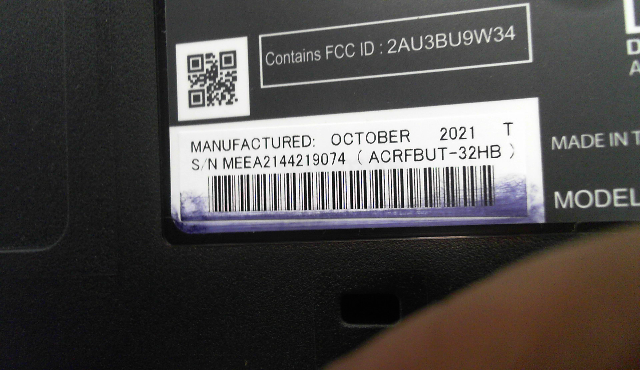 Contains FCC ID : 2AU3BU9W34
MANUFACTURED: OCTOBER 2021 T
S/N MEEA2144219074 ( ACRFBUT-32HB )
MADE IN
MODEL